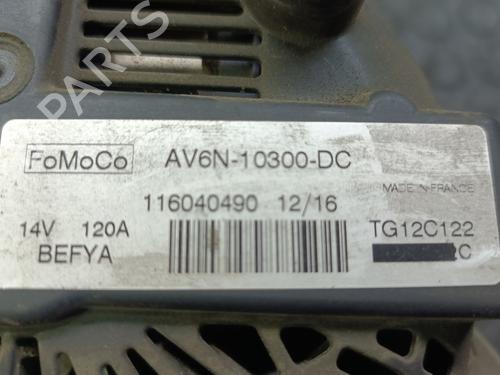 PARTS
FoMoCo AV6N-10300-DC
MADE IN FRANCE
116040490 12/16
14V 120A TG12C122
BEFYA